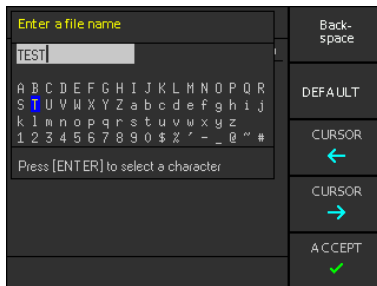 Enter a file name
TEST
A B C D E F G H I J K L M N O P Q R
S T U V W X Y Z a b c d e f g h i j
k l m n o p q r s t u v w x y z
1 2 3 4 5 6 7 8 9 0 $ % ′ - _ @ ~ #
Press [ENTER] to select a character
Back-
space
DEFAULT
CURSOR
←
CURSOR
→
ACCEPT
✓